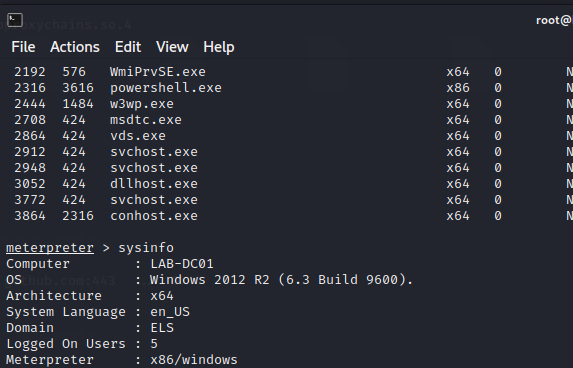 root@
File Actions Edit View Help
2192 576 WmiPrvSE.exe x64 0 N
2316 3616 powershell.exe x86 0 N
2444 1484 w3wp.exe x64 0
2708 424 msdtc.exe x64 0 N
2864 424 vds.exe x64 0 N
2912 424 svchost.exe x64 0
2948 424 svchost.exe x64 0 N
3052 424 dllhost.exe x64 0 N
3772 424 svchost.exe x64 0 N
3864 2316 conhost.exe x64 0 N
meterpreter > sysinfo
Computer : LAB-DC01
OS : Windows 2012 R2 (6.3 Build 9600).
Architecture : x64
System Language : en_US
Domain : ELS
Logged On Users : 5
Meterpreter : x86/windows